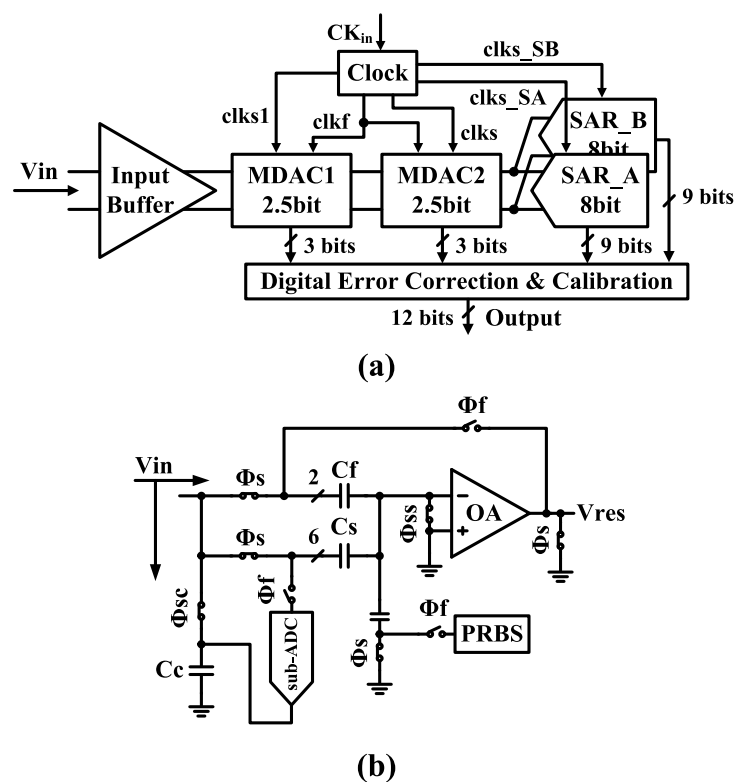 CKin
Clock
clks_SB
clks_SA
clks1
clkf
clks
Vin
Input
Buffer
MDAC1
2.5bit
MDAC2
2.5bit
SAR_B
8bit
SAR_A
8bit
3 bits
3 bits
9 bits
9 bits
Digital Error Correction & Calibration
12 bits
Output
(a)
Φf
Vin
Φs
2
Cf
Φs
6
Cs
Φss
OA
Vres
Φs
Φsc
Φf
Cc
sub-ADC
Φs
Φf
PRBS
(b)